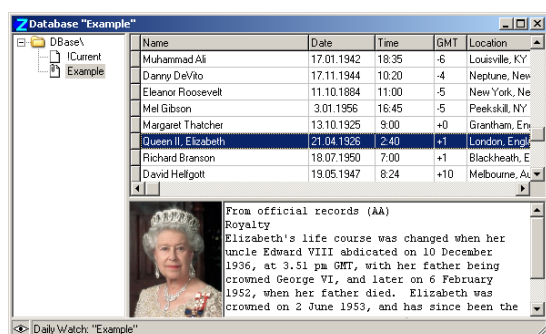 Database "Example"
DBase\
!Current
Example
Name Date Time GMT Location
Muhammad Ali 17.01.1942 18:35 -6 Louisville, KY
Danny DeVito 17.11.1944 10:20 -4 Neptune, New
Eleanor Roosevelt 11.10.1884 11:00 -5 New York, Ne
Mel Gibson 3.01.1956 16:45 -5 Peekskill, NY
Margaret Thatcher 13.10.1925 9:00 +0 Grantham, Eng
Queen II, Elizabeth 21.04.1926 2:40 +1 London, Engla
Richard Branson 18.07.1950 7:00 +1 Blackheath, E
David Helfgott 19.05.1947 8:24 +10 Melbourne, Au
From official records (AA)
Royalty
Elizabeth's life course was changed when her
uncle Edward VIII abdicated on 10 December
1936, at 3.51 pm GMT, with her father being
crowned George VI, and later on 6 February
1952, when her father died. Elizabeth was
crowned on 2 June 1953, and has since been the
Daily Watch: "Example"